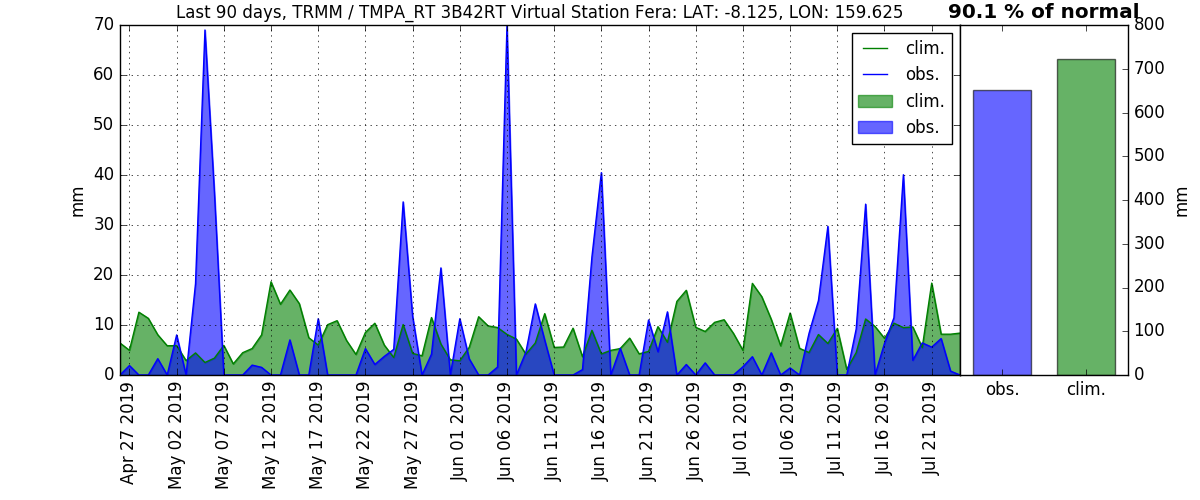 Last 90 days, TRMM / TMPA_RT 3B42RT Virtual Station Fera: LAT: -8.125, LON: 159.625
90.1 % of normal
clim.
obs.
clim.
obs.
70
60
50
40
30
20
10
0
mm
800
700
600
500
400
300
200
100
0
mm
Apr 27 2019
May 02 2019
May 07 2019
May 12 2019
May 17 2019
May 22 2019
May 27 2019
Jun 01 2019
Jun 06 2019
Jun 11 2019
Jun 16 2019
Jun 21 2019
Jun 26 2019
Jul 01 2019
Jul 06 2019
Jul 11 2019
Jul 16 2019
Jul 21 2019
obs.
clim.